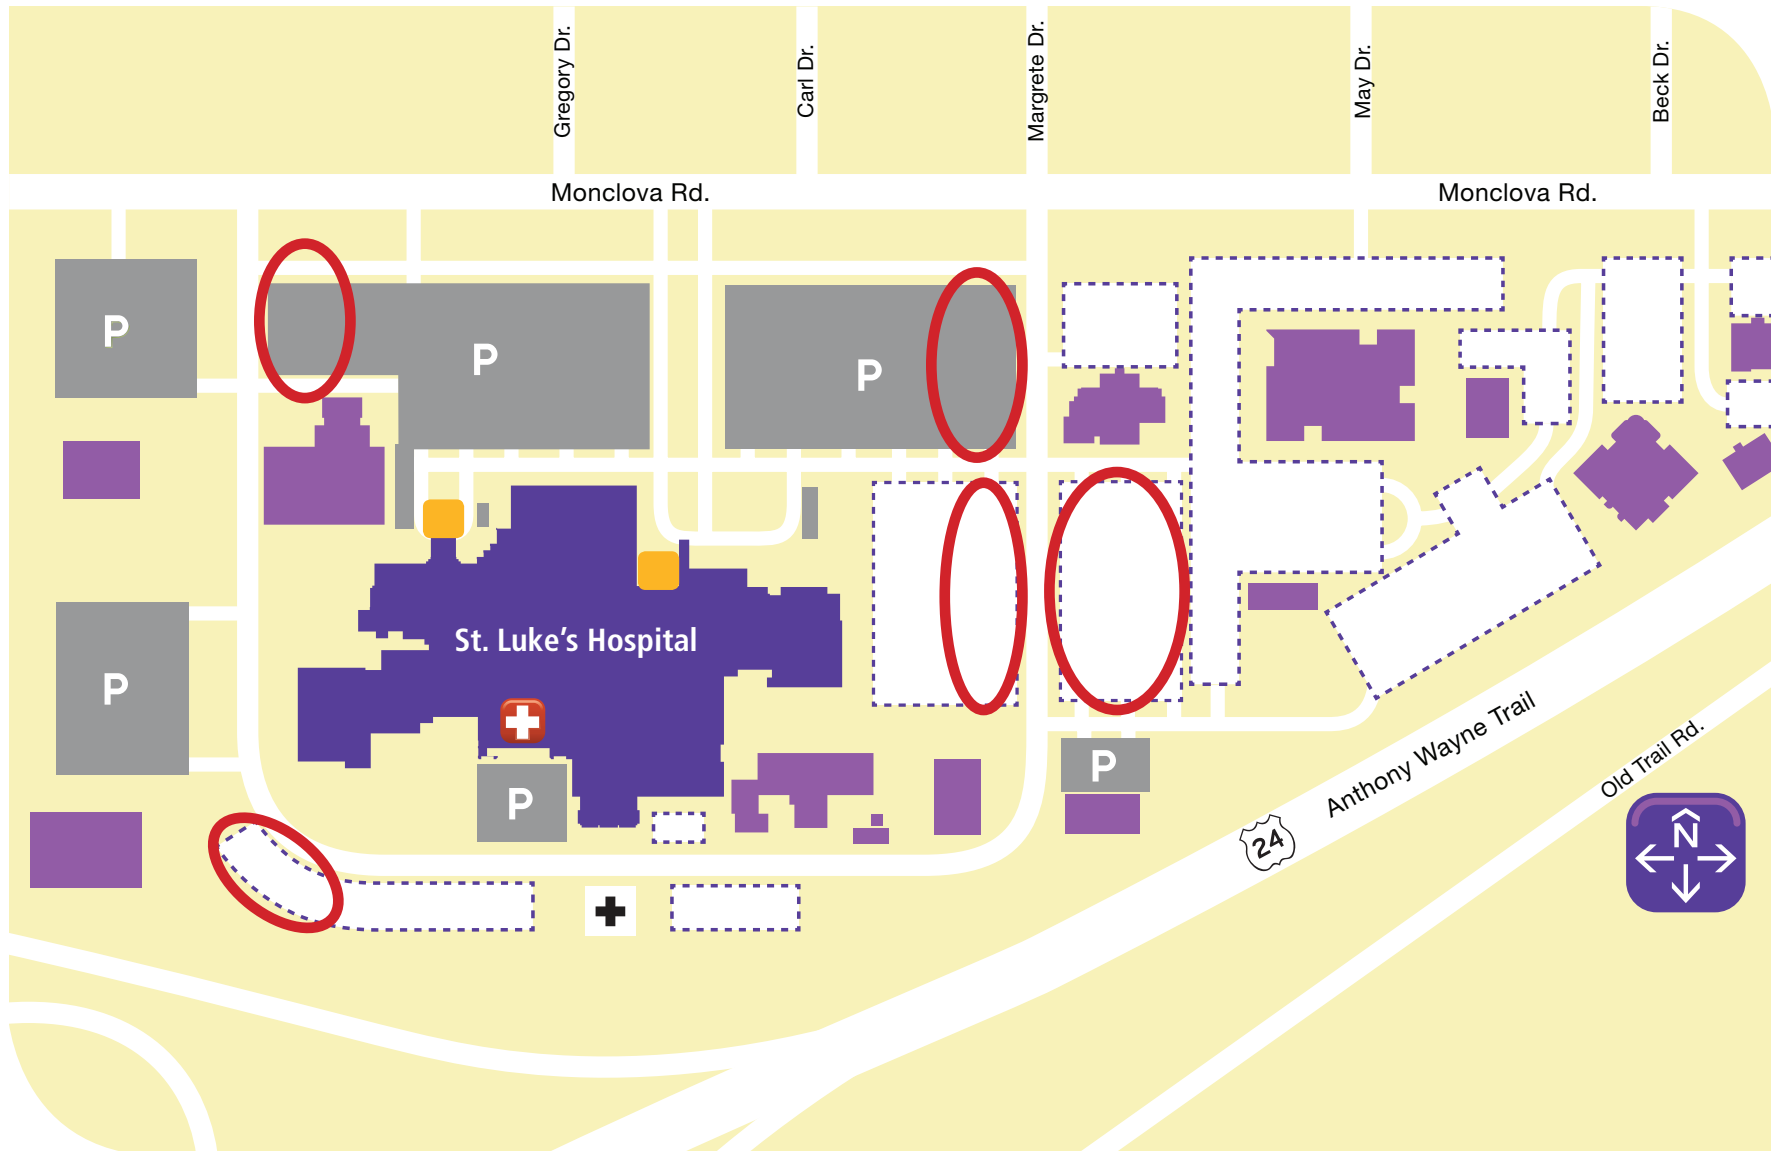 Gregory Dr.
Carl Dr.
Margrete Dr.
May Dr.
Beck Dr.
Monclova Rd.
Monclova Rd.
P
P
P
St. Luke's Hospital
P
P
P
Anthony Wayne Trail
Old Trail Rd.
24
N